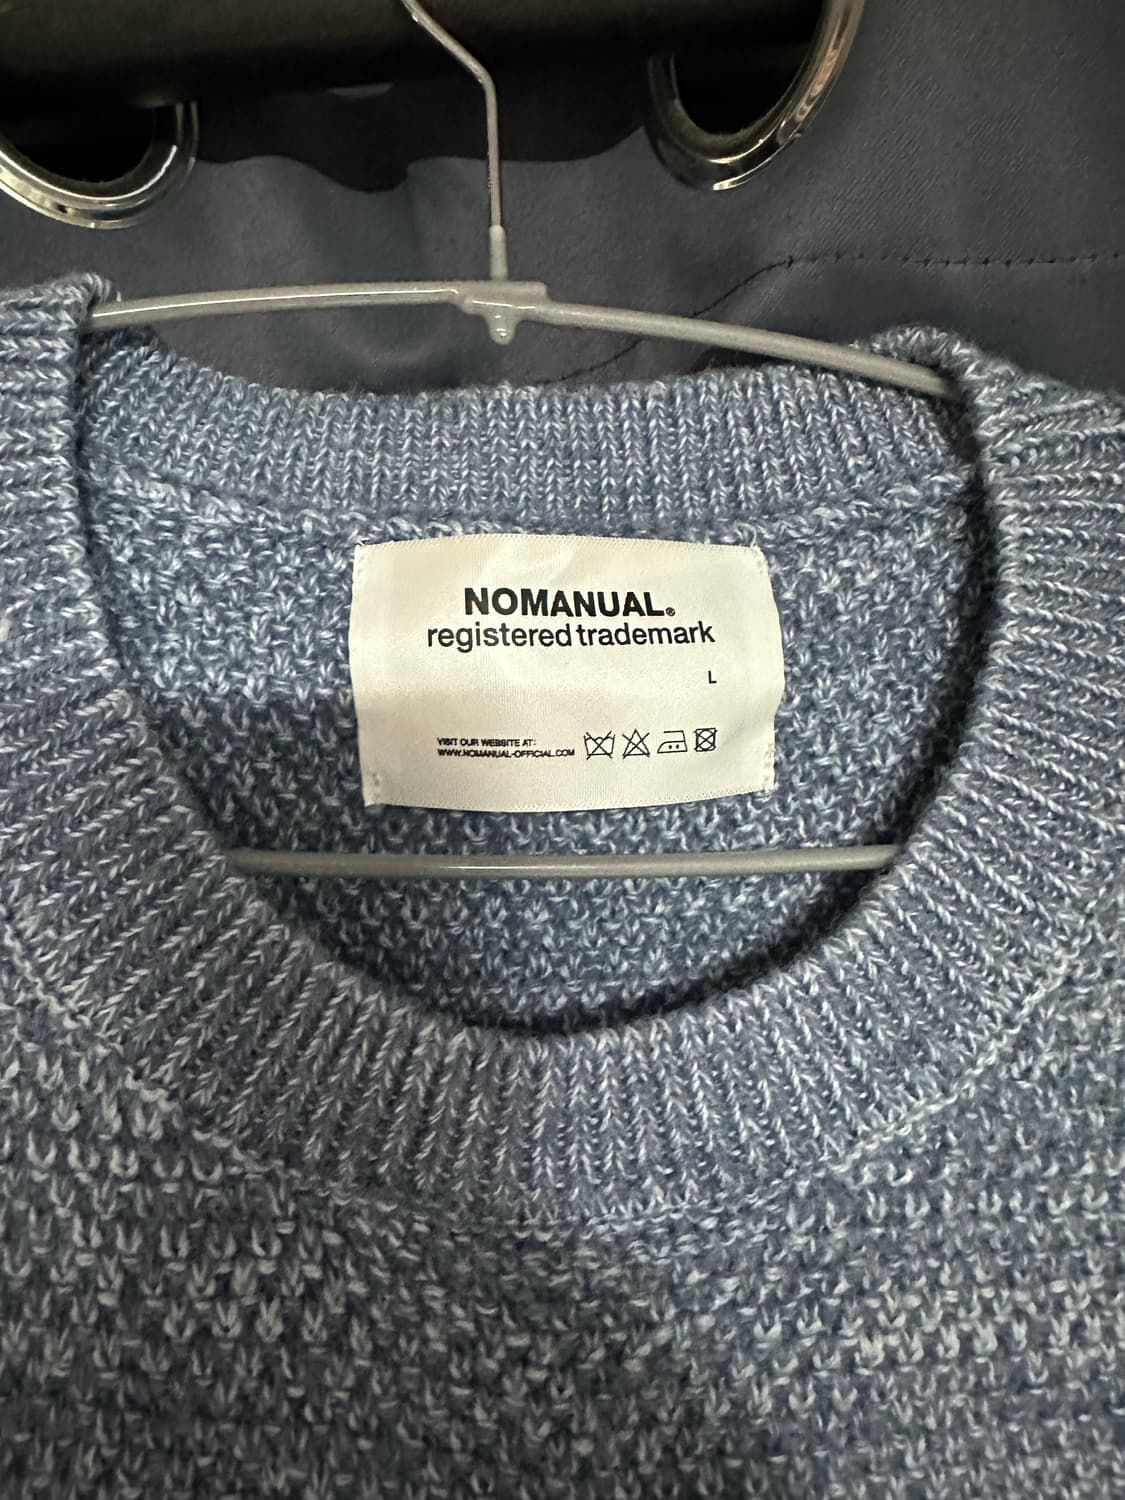 NOMANUAL®
registered trademark
L
VISIT OUR WEBSITE AT:
WWW.NOMANUAL-OFFICIAL.COM